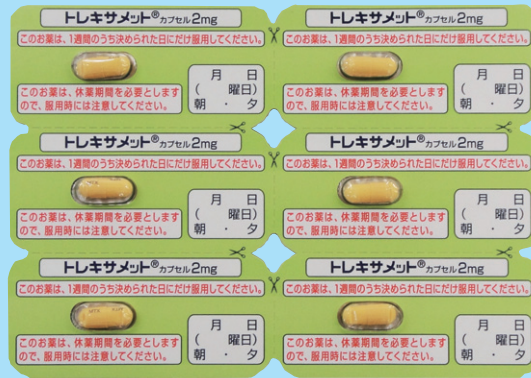 トレキサメット®カプセル2mg トレキサメット®カプセル2mg
このお薬は、1週間のうち決められた日にだけ服用してください。 このお薬は、1週間のうち決められた日にだけ服用してください。
月 日 月 日
このお薬は、休薬期間を必要としますので、服用時には注意してください。 ( 曜日) このお薬は、休薬期間を必要としますので、服用時には注意してください。 ( 曜日)
朝・夕 朝・夕
トレキサメット®カプセル2mg トレキサメット®カプセル2mg
このお薬は、1週間のうち決められた日にだけ服用してください。 このお薬は、1週間のうち決められた日にだけ服用してください。
月 日 月 日
このお薬は、休薬期間を必要としますので、服用時には注意してください。 ( 曜日) このお薬は、休薬期間を必要としますので、服用時には注意してください。 ( 曜日)
朝・夕 朝・夕
トレキサメット®カプセル2mg トレキサメット®カプセル2mg
このお薬は、1週間のうち決められた日にだけ服用してください。 このお薬は、1週間のうち決められた日にだけ服用してください。
月 日 月 日
このお薬は、休薬期間を必要としますので、服用時には注意してください。 ( 曜日) このお薬は、休薬期間を必要としますので、服用時には注意してください。 ( 曜日)
朝・夕 朝・夕